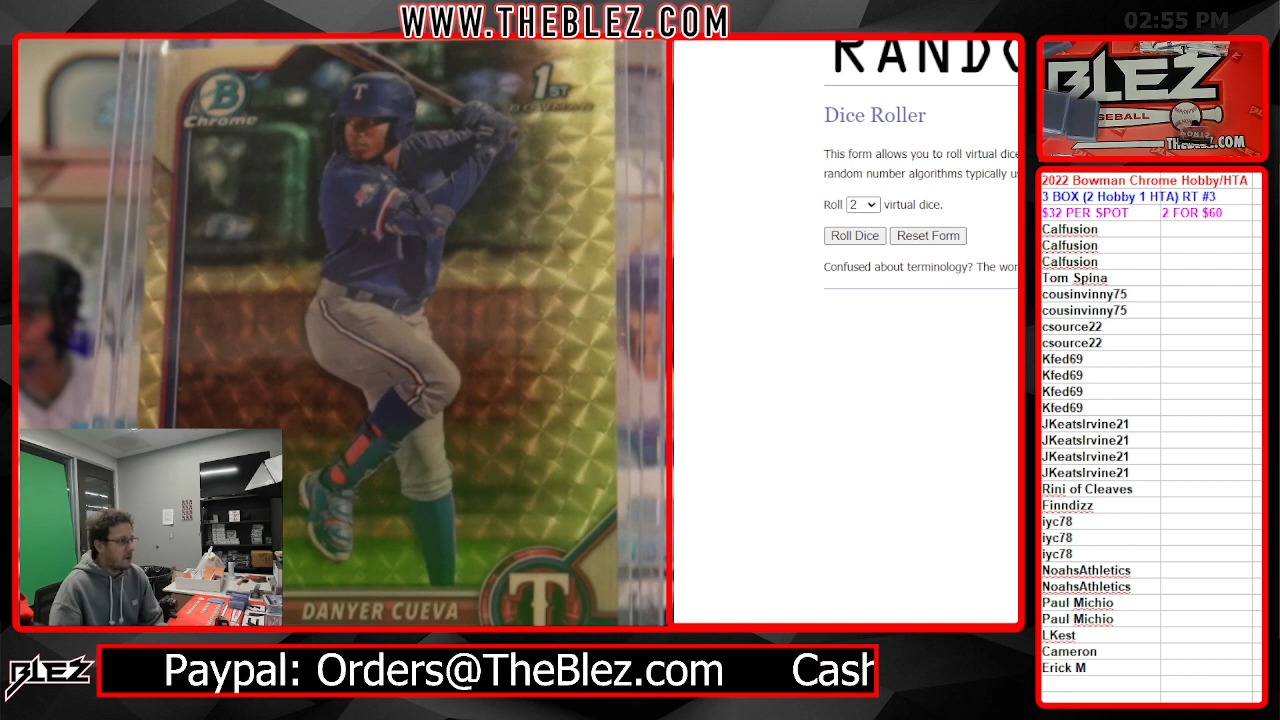 WWW.THEBLEZ.COM
02:55 PM
B
Chrome
1ST
BOWMAN
T
T
DANYER CUEVA
Dice Roller
This form allows you to roll virtual dice
random number algorithms typically u
Roll 2 virtual dice.
Roll Dice Reset Form
Confused about terminology? The wor
BLEZ
BASEBALL
THEBLEZ.COM
2022 Bowman Chrome Hobby/HTA
3 BOX (2 Hobby 1 HTA) RT #3
$32 PER SPOT 2 FOR $60
Calfusion
Calfusion
Calfusion
Tom Spina
cousinvinny75
cousinvinny75
csource22
csource22
Kfed69
Kfed69
Kfed69
Kfed69
JKeatsIrvine21
JKeatsIrvine21
JKeatsIrvine21
JKeatsIrvine21
Rini of Cleaves
Finndizz
iyc78
iyc78
iyc78
NoahsAthletics
NoahsAthletics
Paul Michio
Paul Michio
LKest
Cameron
Erick M
BLEZ
Paypal: Orders@TheBlez.com Cash